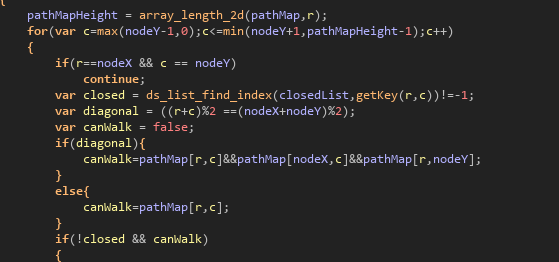 {
pathMapHeight = array_length_2d(pathMap,r);
for(var c=max(nodeY-1,0);c<=min(nodeY+1,pathMapHeight-1);c++)
{
if(r==nodeX && c == nodeY)
continue;
var closed = ds_list_find_index(closedList,getKey(r,c))!=-1;
var diagonal = ((r+c)%2 ==(nodeX+nodeY)%2);
var canWalk = false;
if(diagonal){
canWalk=pathMap[r,c]&&pathMap[nodeX,c]&&pathMap[r,nodeY];
}
else{
canWalk=pathMap[r,c];
}
if(!closed && canWalk)
{